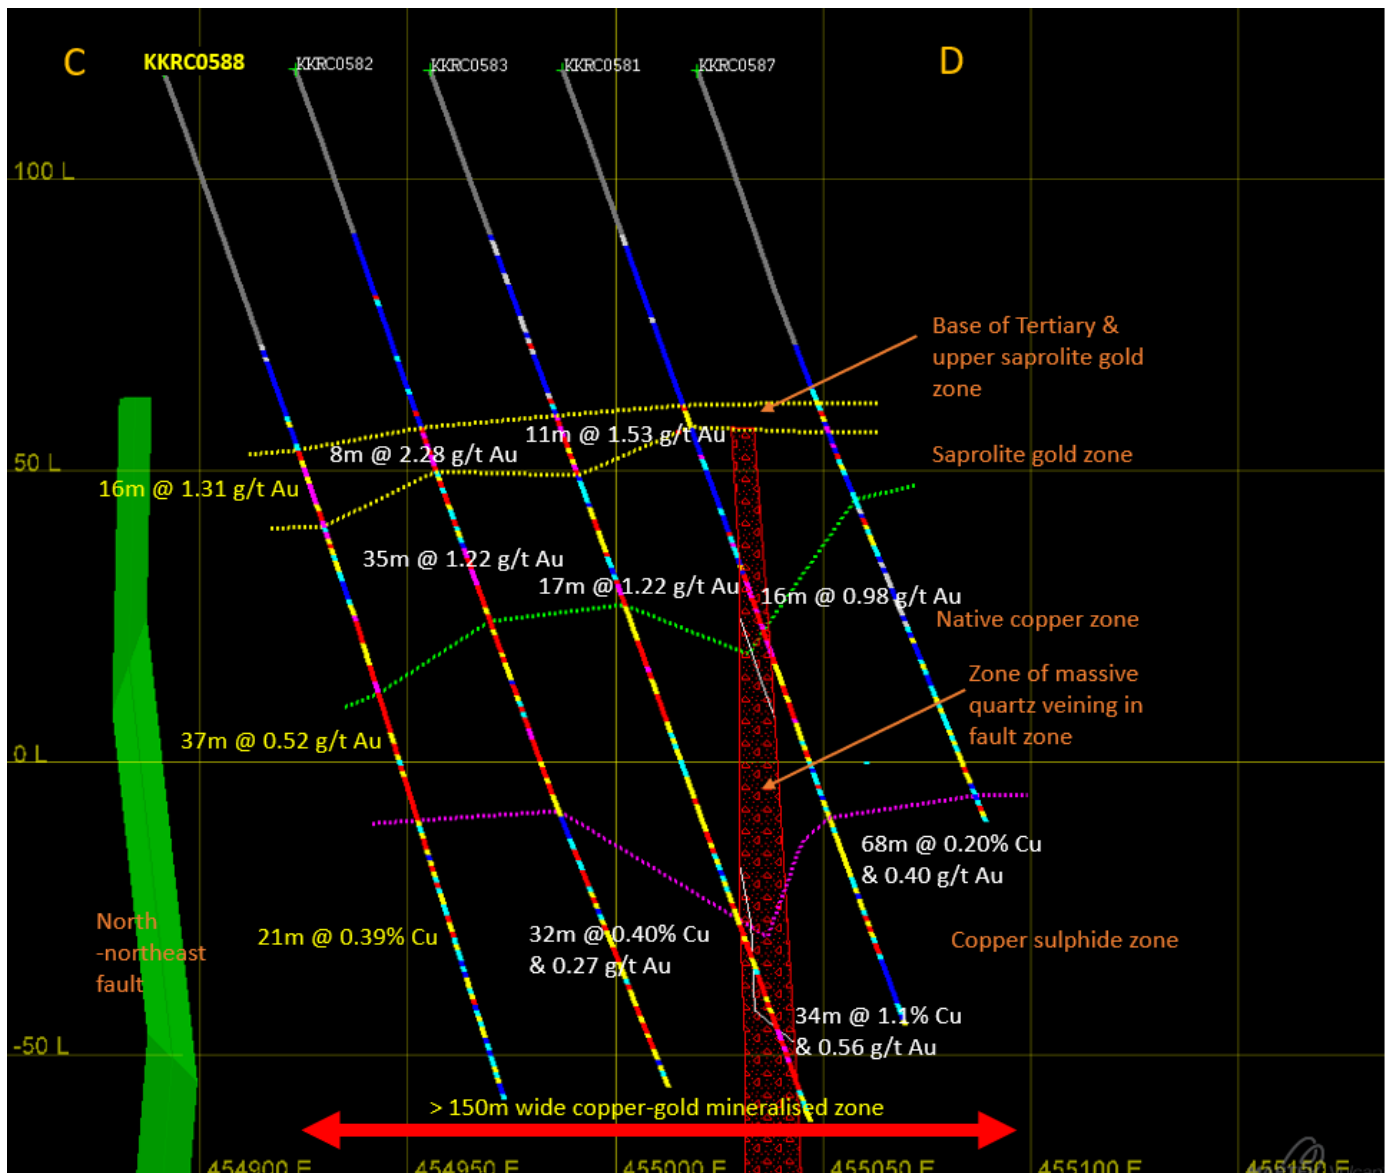 C
KKRC0588
KKRC0582
KKRC0583
KKRC0581
KKRC0587
D
100 L
Base of Tertiary &
upper saprolite gold
zone
11m @ 1.53 g/t Au
8m @ 2.28 g/t Au
Saprolite gold zone
50 L
16m @ 1.31 g/t Au
35m @ 1.22 g/t Au
17m @ 1.22 g/t Au
16m @ 0.98 g/t Au
Native copper zone
Zone of massive
quartz veining in
fault zone
37m @ 0.52 g/t Au
0 L
68m @ 0.20% Cu
& 0.40 g/t Au
North
-northeast
fault
21m @ 0.39% Cu
32m @ 0.40% Cu
& 0.27 g/t Au
Copper sulphide zone
34m @ 1.1% Cu
& 0.56 g/t Au
-50 L
> 150m wide copper-gold mineralised zone
454900 E
454950 E
455000 E
455050 E
455100 E
455150 E